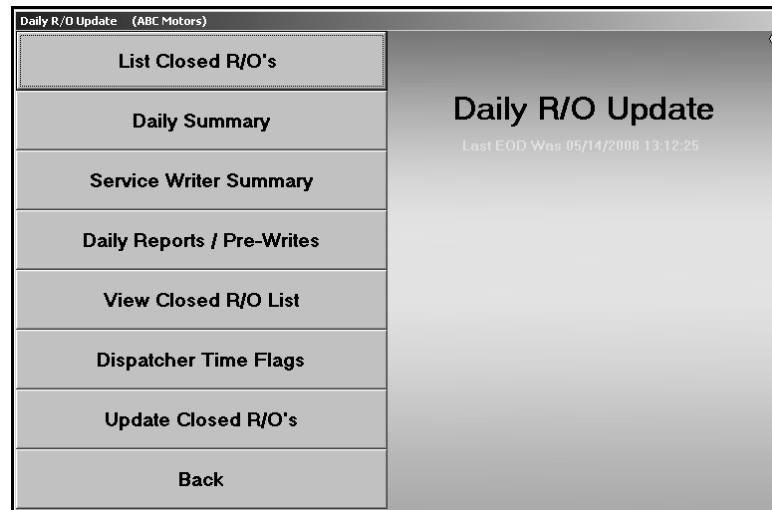 Daily R/O Update (ABC Motors)
List Closed R/O's
Daily Summary
Service Writer Summary
Daily Reports / Pre-Writes
View Closed R/O List
Dispatcher Time Flags
Update Closed R/O's
Back
Daily R/O Update
Last EOD Was 05/14/2008 13:12:25